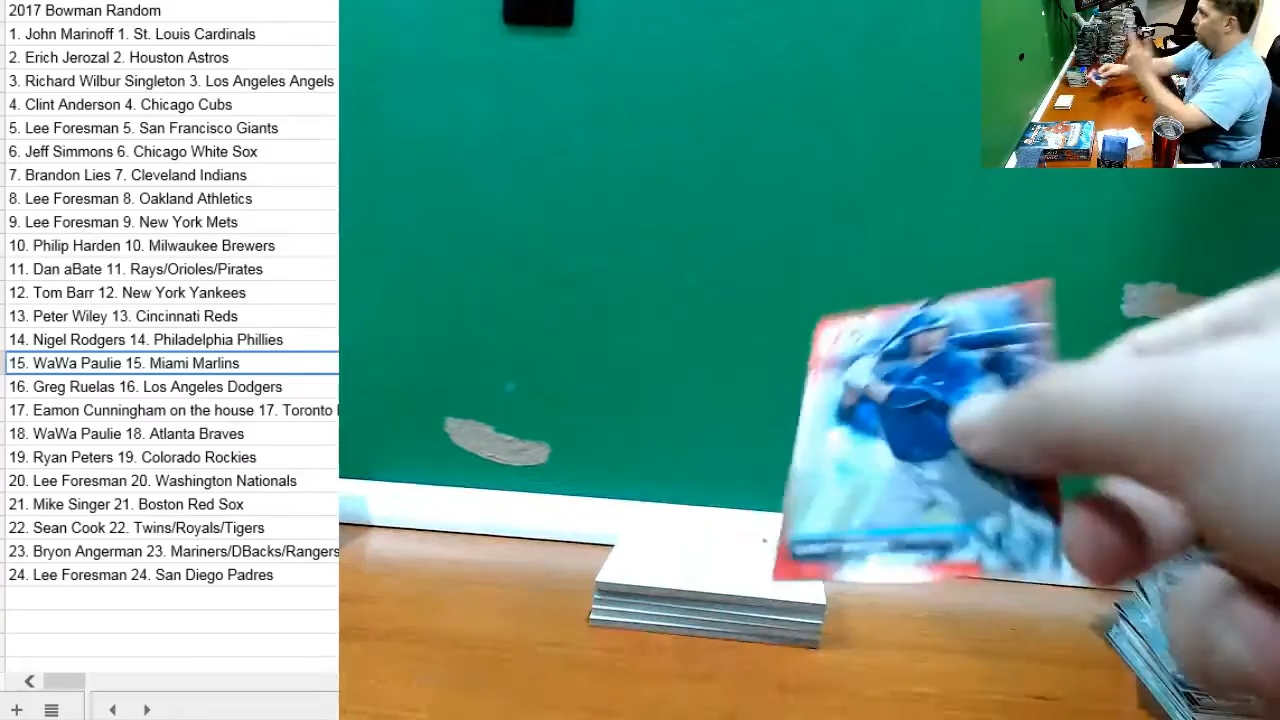 2017 Bowman Random
1. John Marinoff 1. St. Louis Cardinals
2. Erich Jerozal 2. Houston Astros
3. Richard Wilbur Singleton 3. Los Angeles Angels
4. Clint Anderson 4. Chicago Cubs
5. Lee Foresman 5. San Francisco Giants
6. Jeff Simmons 6. Chicago White Sox
7. Brandon Lies 7. Cleveland Indians
8. Lee Foresman 8. Oakland Athletics
9. Lee Foresman 9. New York Mets
10. Philip Harden 10. Milwaukee Brewers
11. Dan aBate 11. Rays/Orioles/Pirates
12. Tom Barr 12. New York Yankees
13. Peter Wiley 13. Cincinnati Reds
14. Nigel Rodgers 14. Philadelphia Phillies
15. WaWa Paulie 15. Miami Marlins
16. Greg Ruelas 16. Los Angeles Dodgers
17. Eamon Cunningham on the house 17. Toronto
18. WaWa Paulie 18. Atlanta Braves
19. Ryan Peters 19. Colorado Rockies
20. Lee Foresman 20. Washington Nationals
21. Mike Singer 21. Boston Red Sox
22. Sean Cook 22. Twins/Royals/Tigers
23. Bryon Angerman 23. Mariners/DBacks/Rangers
24. Lee Foresman 24. San Diego Padres